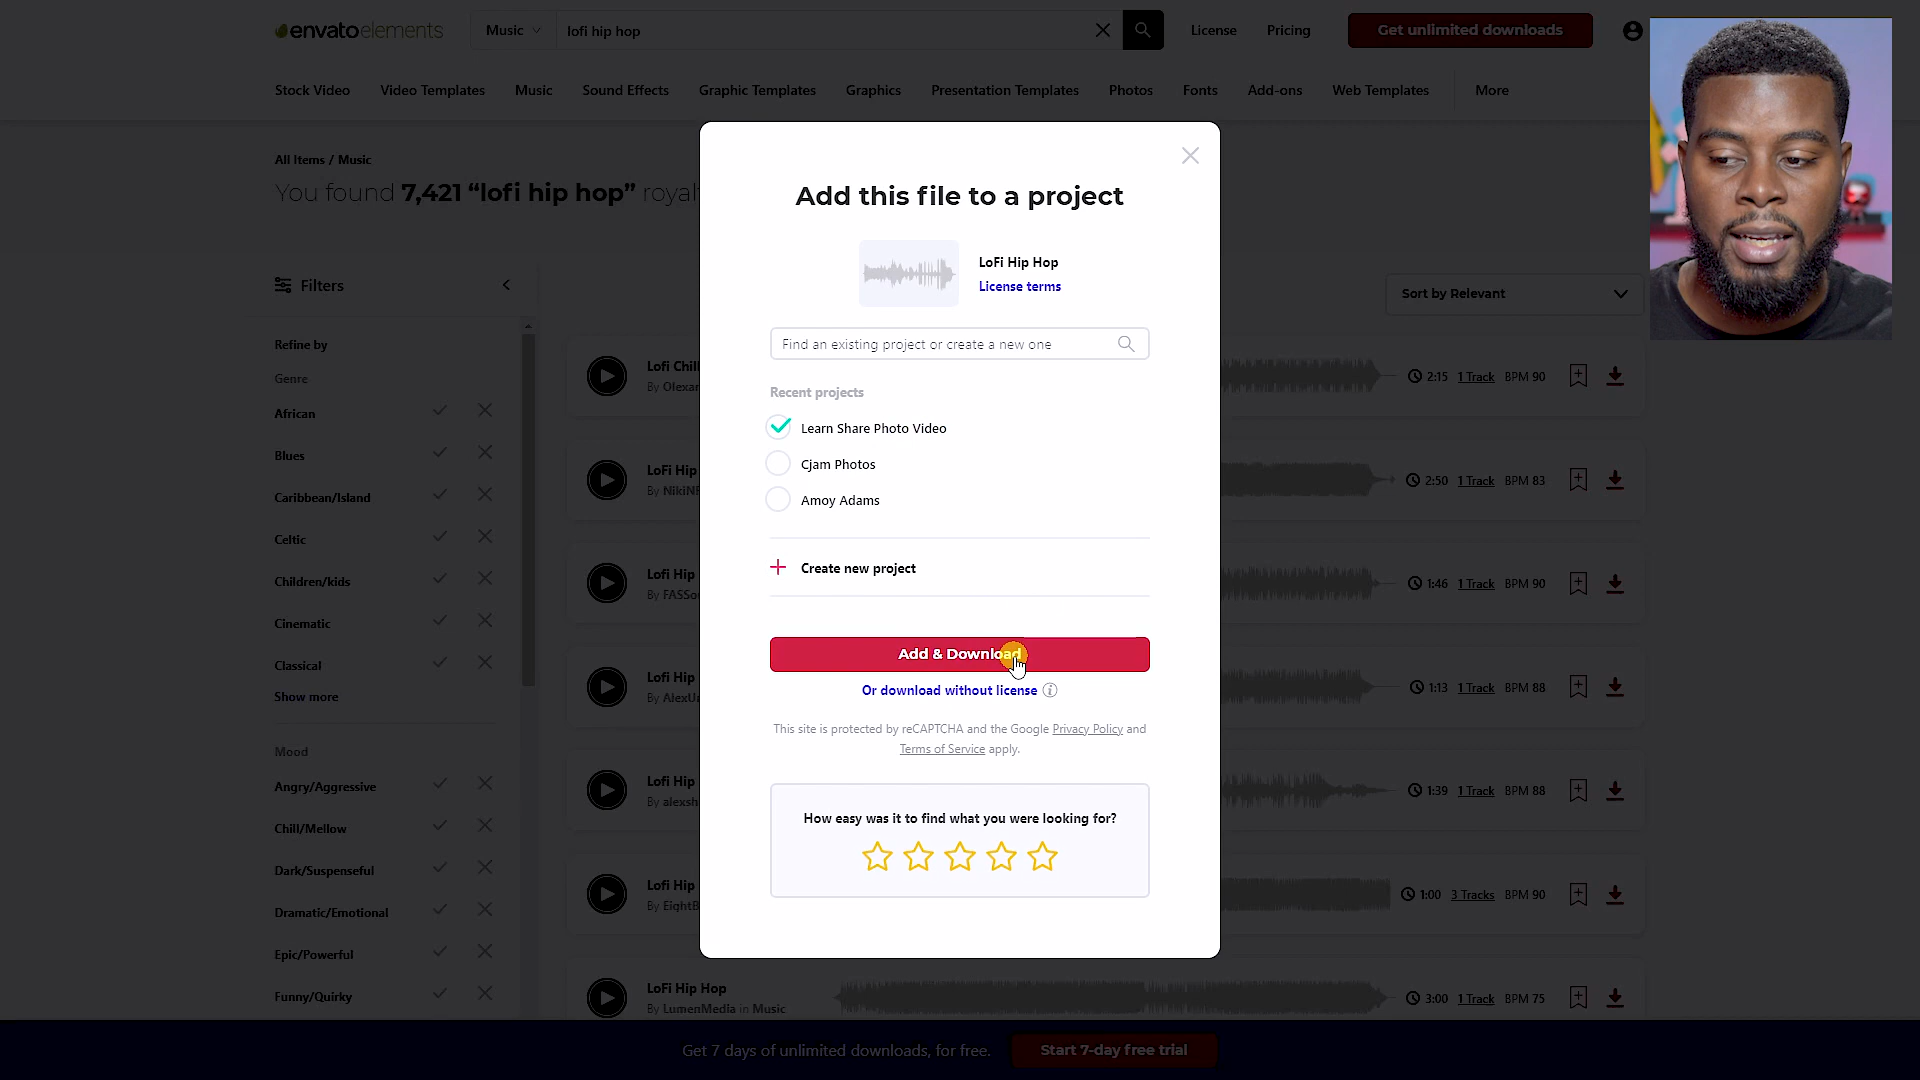 envatoelements
Music
lofi hip hop
License
Pricing
Get unlimited downloads
Stock Video
Video Templates
Music
Sound Effects
Graphic Templates
Graphics
Presentation Templates
Photos
Fonts
Add-ons
Web Templates
More
All Items / Music
You found 7,421 “lofi hip hop”
Filters
Sort by Relevant
Refine by
Genre
African
Blues
Caribbean/Island
Celtic
Children/kids
Cinematic
Classical
Show more
Mood
Angry/Aggressive
Chill/Mellow
Dark/Suspenseful
Dramatic/Emotional
Epic/Powerful
Funny/Quirky
Add this file to a project
LoFi Hip Hop
License terms
Find an existing project or create a new one
Recent projects
Learn Share Photo Video
Cjam Photos
Amoy Adams
Create new project
Add & Download
Or download without license
This site is protected by reCAPTCHA and the Google Privacy Policy and
Terms of Service apply.
How easy was it to find what you were looking for?
Lofi
By
2:15 1 Track BPM 90
LoFi Hip
By
2:50 1 Track BPM 83
Lofi Hip
By
1:46 1 Track BPM 90
Lofi Hip
By
1:13 1 Track BPM 88
Lofi Hip
By
1:39 1 Track BPM 88
Lofi Hip
By
1:00 3 Tracks BPM 90
LoFi Hip Hop
By LumenMedia in Music
3:00 1 Track BPM 75
Get 7 days of unlimited downloads, for free.
Start 7-day free trial